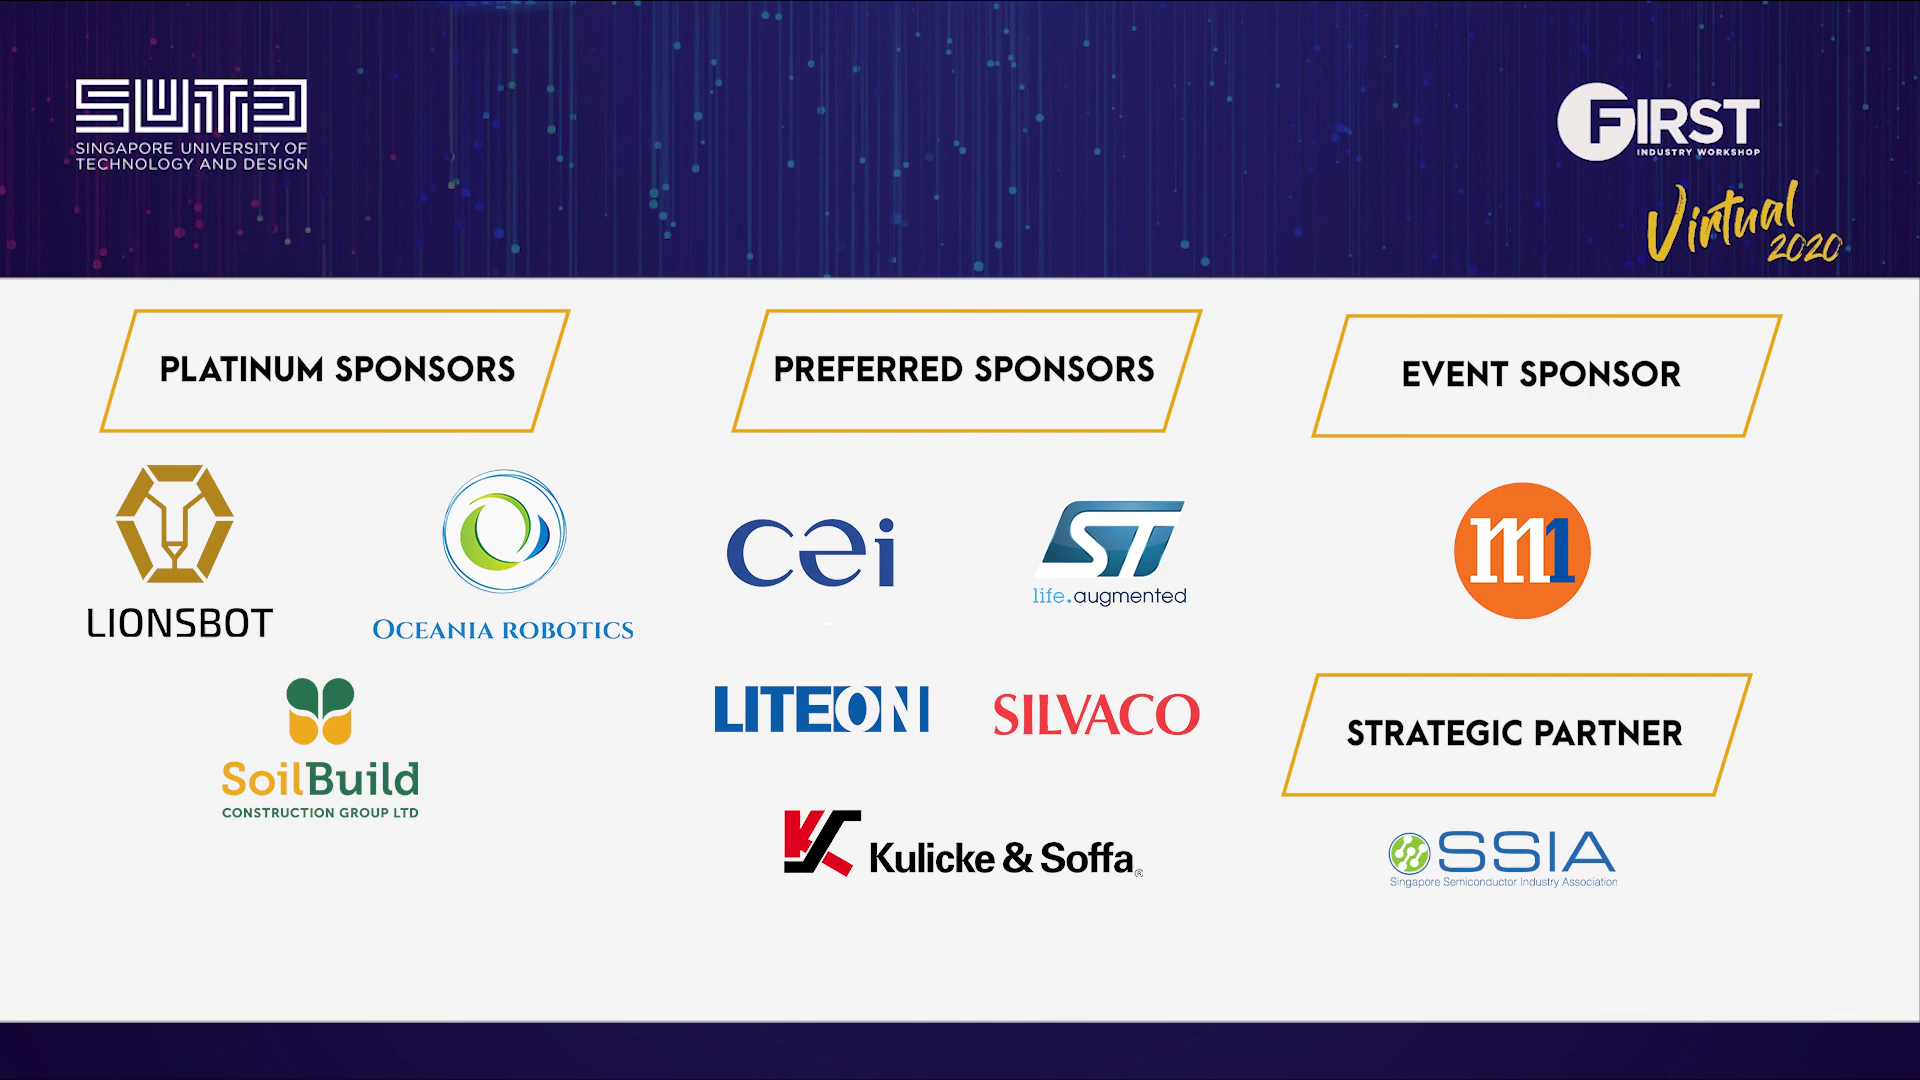 SUTD
SINGAPORE UNIVERSITY OF
TECHNOLOGY AND DESIGN
FIRST
INDUSTRY WORKSHOP
Virtual
2020
PLATINUM SPONSORS
LIONSBOT
OCEANIA ROBOTICS
SoilBuild
CONSTRUCTION GROUP LTD
PREFERRED SPONSORS
cei
ST
life.augmented
LITEON
SILVACO
Kulicke & Soffa®
EVENT SPONSOR
M1
STRATEGIC PARTNER
SSIA
Singapore Semiconductor Industry Association